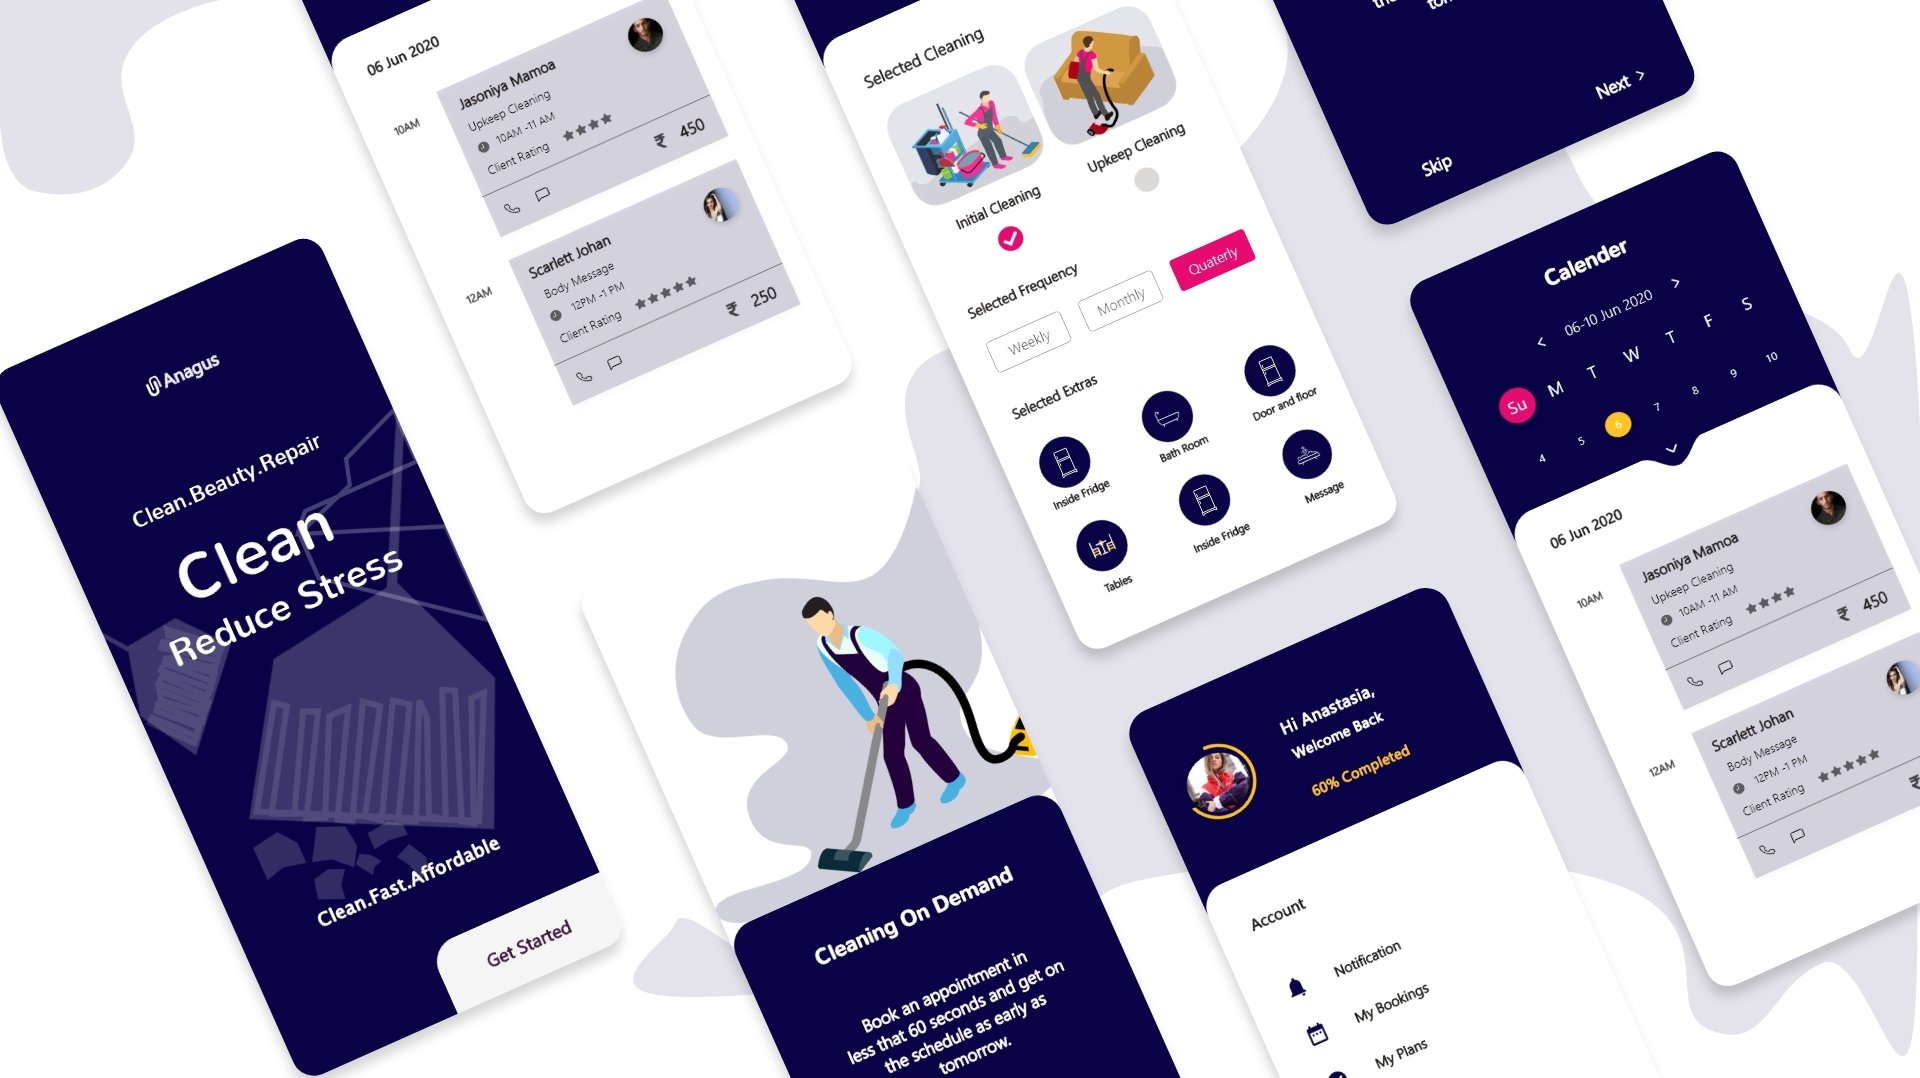 Anagus
Clean.Beauty.Repair
Clean
Reduce Stress
Clean.Fast.Affordable
Get Started
06 Jun 2020
10AM
Jasoniya Mamoa
Upkeep Cleaning
10AM -11 AM
Client Rating
₹ 450
12AM
Scarlett Johan
Body Message
12PM -1 PM
Client Rating
₹ 250
Cleaning On Demand
Book an appointment in
less that 60 seconds and get on
the schedule as early as
tomorrow.
Selected Cleaning
Initial Cleaning
Upkeep Cleaning
Selected Frequency
Weekly
Monthly
Quaterly
Selected Extras
Inside Fridge
Bath Room
Door and floor
Tables
Inside Fridge
Message
Hi Anastasia,
Welcome Back
60% Completed
Account
Notification
My Bookings
My Plans
Skip
Next >
Calender
< 06-10 Jun 2020 >
Su M T W T F S
4 5 6 7 8 9 10
06 Jun 2020
10AM
Jasoniya Mamoa
Upkeep Cleaning
10AM -11 AM
Client Rating
₹ 450
12AM
Scarlett Johan
Body Message
12PM -1 PM
Client Rating
₹